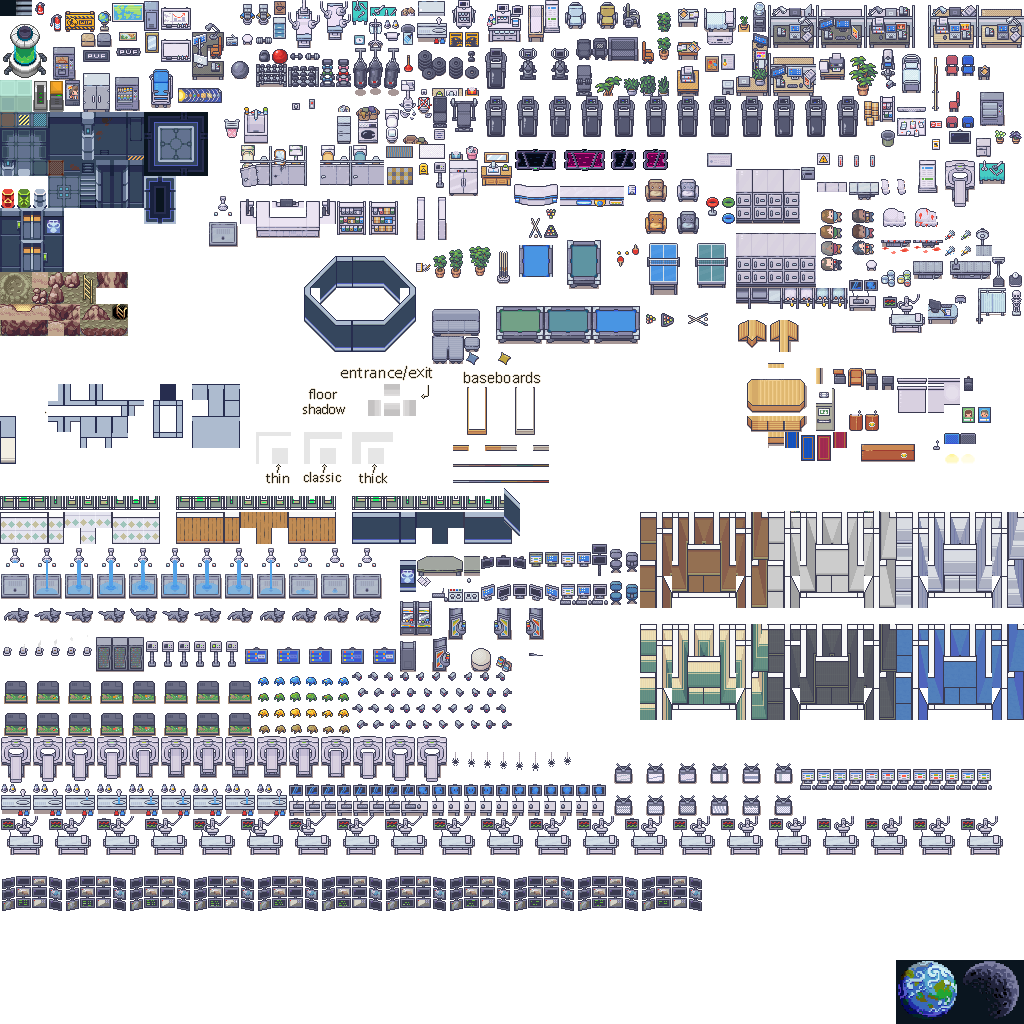 entrance/exit
baseboards
floor
shadow
thin
classic
thick